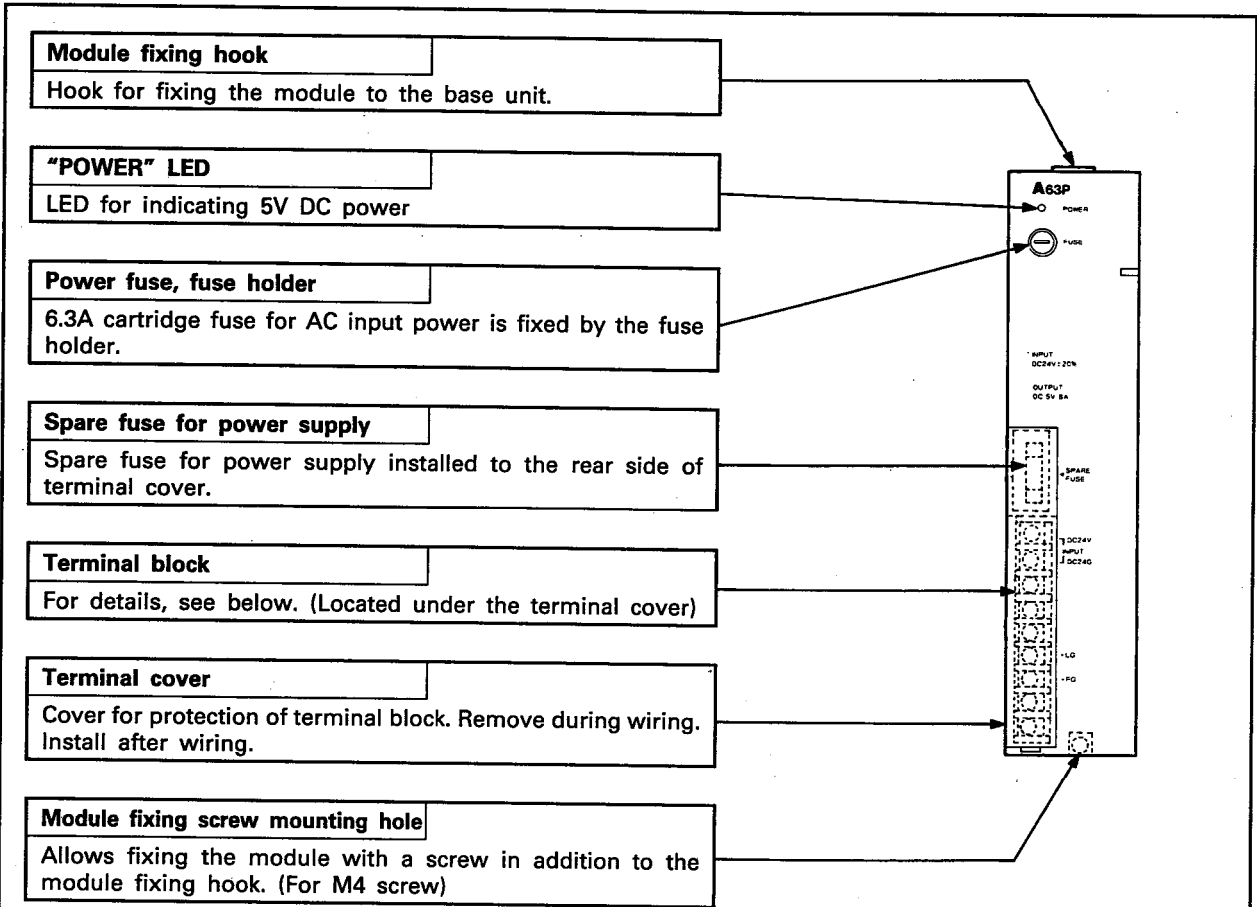 Module fixing hook
Hook for fixing the module to the base unit.
"POWER" LED
LED for indicating 5V DC power
Power fuse, fuse holder
6.3A cartridge fuse for AC input power is fixed by the fuse
holder.
Spare fuse for power supply
Spare fuse for power supply installed to the rear side of
terminal cover.
Terminal block
For details, see below. (Located under the terminal cover)
Terminal cover
Cover for protection of terminal block. Remove during wiring.
Install after wiring.
Module fixing screw mounting hole
Allows fixing the module with a screw in addition to the
module fixing hook. (For M4 screw)
A63P
POWER
FUSE
INPUT
DC24V±20%
OUTPUT
DC 5V 8A
SPARE
FUSE
DC24V
INPUT
DC24G
LG
FG